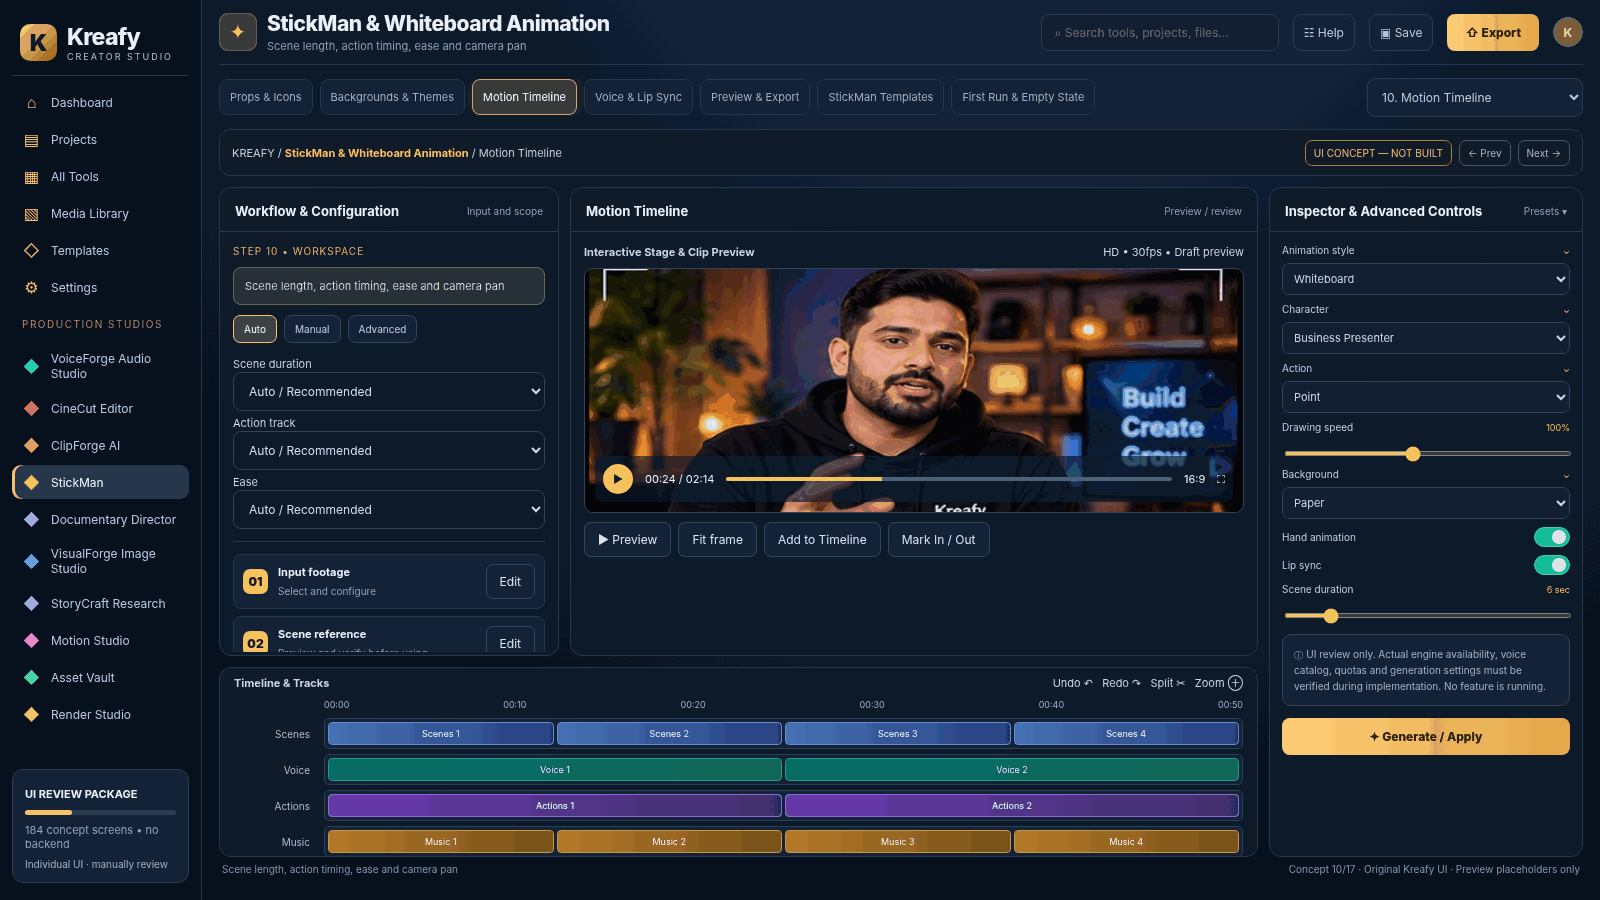 K
Kreafy
CREATOR STUDIO
Dashboard
Projects
All Tools
Media Library
Templates
Settings
PRODUCTION STUDIOS
VoiceForge Audio
Studio
CineCut Editor
ClipForge AI
StickMan
Documentary Director
VisualForge Image
Studio
StoryCraft Research
Motion Studio
Asset Vault
Render Studio
UI REVIEW PACKAGE
184 concept screens • no
backend
Individual UI · manually review
StickMan & Whiteboard Animation
Scene length, action timing, ease and camera pan
Search tools, projects, files...
Help
Save
Export
K
Props & Icons
Backgrounds & Themes
Motion Timeline
Voice & Lip Sync
Preview & Export
StickMan Templates
First Run & Empty State
10. Motion Timeline
KREAFY / StickMan & Whiteboard Animation / Motion Timeline
UI CONCEPT — NOT BUILT
← Prev
Next →
Workflow & Configuration
Input and scope
STEP 10 • WORKSPACE
Scene length, action timing, ease and camera pan
Auto
Manual
Advanced
Scene duration
Auto / Recommended
Action track
Auto / Recommended
Ease
Auto / Recommended
01
Input footage
Select and configure
Edit
02
Scene reference
Preview and verify before using
Edit
Motion Timeline
Preview / review
Interactive Stage & Clip Preview
HD • 30fps • Draft preview
Build
Create
Grow
00:24 / 02:14
16:9
Kreafy
Preview
Fit frame
Add to Timeline
Mark In / Out
Inspector & Advanced Controls
Presets ▾
Animation style
Whiteboard
Character
Business Presenter
Action
Point
Drawing speed
100%
Background
Paper
Hand animation
Lip sync
Scene duration
6 sec
ⓘ UI review only. Actual engine availability, voice
catalog, quotas and generation settings must be
verified during implementation. No feature is running.
✦ Generate / Apply
Timeline & Tracks
Undo ↶
Redo ↷
Split ✂
Zoom
00:00
00:10
00:20
00:30
00:40
00:50
Scenes
Scenes 1
Scenes 2
Scenes 3
Scenes 4
Voice
Voice 1
Voice 2
Actions
Actions 1
Actions 2
Music
Music 1
Music 2
Music 3
Music 4
Scene length, action timing, ease and camera pan
Concept 10/17 · Original Kreafy UI · Preview placeholders only